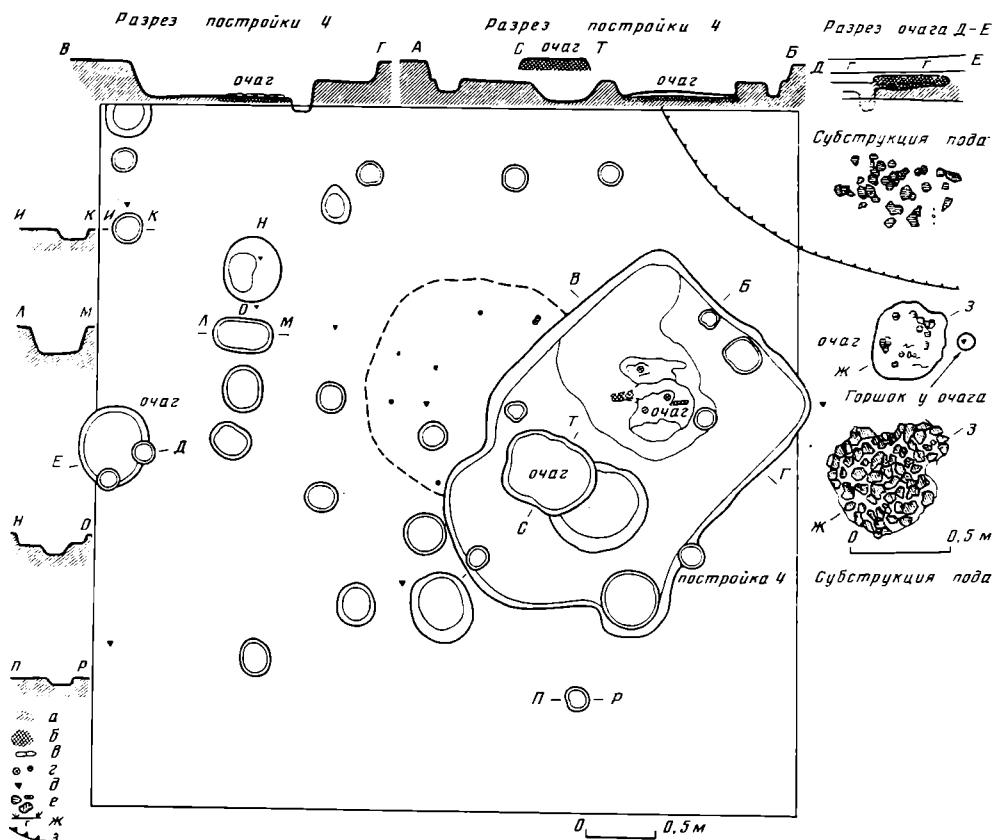 Разрез постройки 4
Разрез постройки 4
Разрез очага Д-Е
В
Г
А
С очаг Т
Б
очаг
очаг
Д г г Е
Субструкция пода
И К И К
Н
О
Л М
Л М
В
Б
З
очаг
Ж
Горшок у очага
очаг
очаг
Т
очаг
Г
З
Е
Д
С
Ж
Н О
0 0,5 м
постройка 4
Субструкция пода
П Р
П Р
а
б
в
г
д
е
г ж
з
0 0,5 м